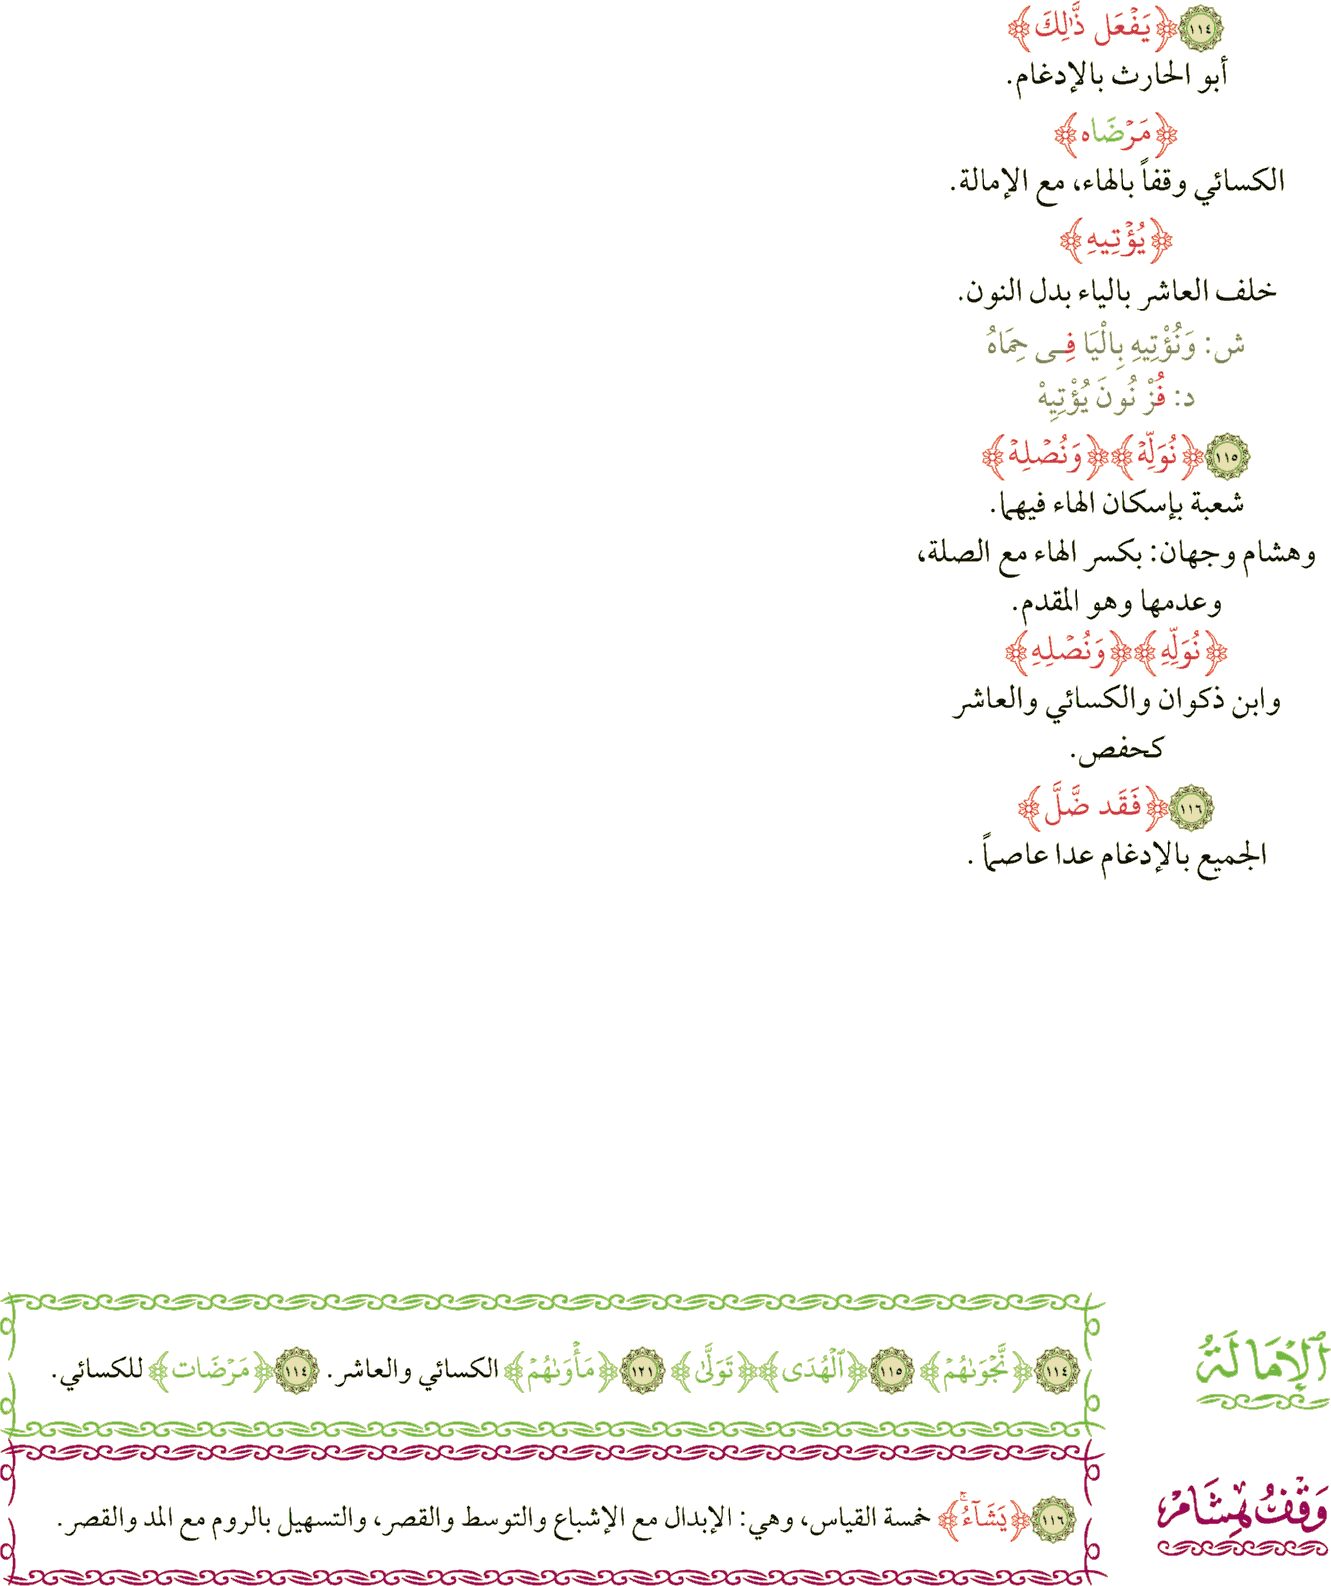 ١١٤ ﴿يَفْعَل ذَّٰلِكَ﴾
أبو الحارث بالإدغام.
﴿مَرْضَاه﴾
الكسائي وقفاً بالهاء، مع الإمالة.
﴿يُؤْتِيهِ﴾
خلف العاشر بالياء بدل النون.
ش: وَنُؤْتِيهِ بِالْيَا فِـى حِمَاهُ
د: فُزْ نُونَ يُؤْتِيهْ
١١٥ ﴿نُوَلِّهْ﴾ ﴿وَنُصْلِهْ﴾
شعبة بإسكان الهاء فيهما.
وهشام وجهان: بكسر الهاء مع الصلة،
وعدمها وهو المقدم.
﴿نُوَلِّهِ﴾ ﴿وَنُصْلِهِ﴾
وابن ذكوان والكسائي والعاشر
كحفص.
١١٦ ﴿فَقَد ضَّلَّ﴾
الجميع بالإدغام عدا عاصماً .
ٱلْإِمَالَةُ
١١٤ ﴿نَّجْوَىٰهُمْ﴾ ١١٥ ﴿ٱلْهُدَى﴾ ﴿تَوَلَّىٰ﴾ ١٢١ ﴿مَأْوَىٰهُمْ﴾ الكسائي والعاشر. ١١٤ ﴿مَرْضَات﴾ للكسائي.
وَقْفُ هِشَامْ
١١٦ ﴿يَشَآءُۚ﴾ خمسة القياس، وهي: الإبدال مع الإشباع والتوسط والقصر، والتسهيل بالروم مع المد والقصر.